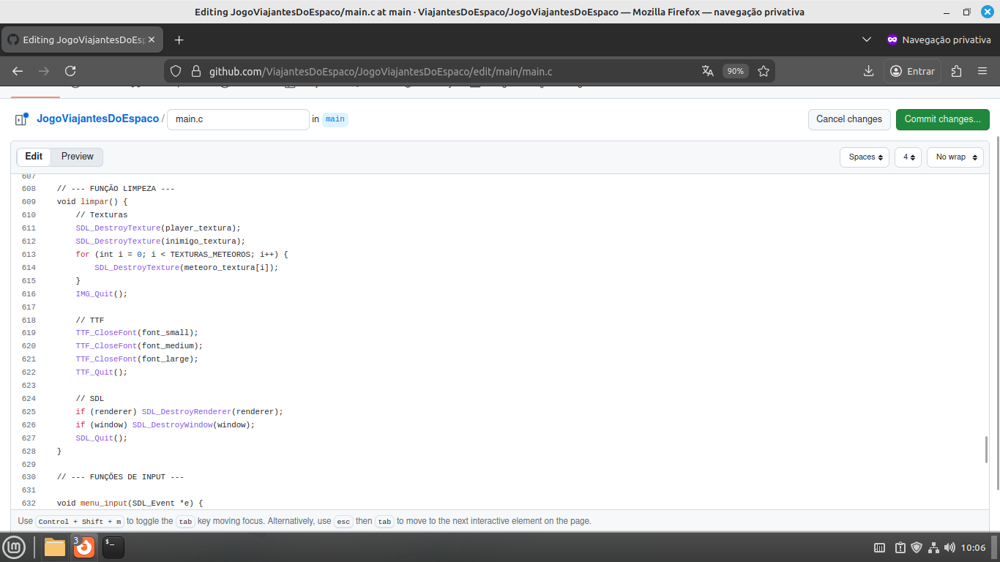 Editing JogoViajantesDoEspaco/main.c at main · ViajantesDoEspaco/JogoViajantesDoEspaco — Mozilla Firefox — navegação privativa
Editing JogoViajantesDoEsp
Navegação privativa
github.com/ViajantesDoEspaco/JogoViajantesDoEspaco/edit/main/main.c
90%
Entrar
JogoViajantesDoEspaco / main.c in main
Cancel changes
Commit changes...
Edit
Preview
Spaces
4
No wrap
607
608 // --- FUNÇÃO LIMPEZA ---
609 void limpar() {
610     // Texturas
611     SDL_DestroyTexture(player_textura);
612     SDL_DestroyTexture(inimigo_textura);
613     for (int i = 0; i < TEXTURAS_METEOROS; i++) {
614         SDL_DestroyTexture(meteoro_textura[i]);
615     }
616     IMG_Quit();
617
618     // TTF
619     TTF_CloseFont(font_small);
620     TTF_CloseFont(font_medium);
621     TTF_CloseFont(font_large);
622     TTF_Quit();
623
624     // SDL
625     if (renderer) SDL_DestroyRenderer(renderer);
626     if (window) SDL_DestroyWindow(window);
627     SDL_Quit();
628 }
629
630 // --- FUNÇÕES DE INPUT ---
631
632 void menu_input(SDL_Event *e) {
Use Control + Shift + m to toggle the tab key moving focus. Alternatively, use esc then tab to move to the next interactive element on the page.
3
$_
10:06